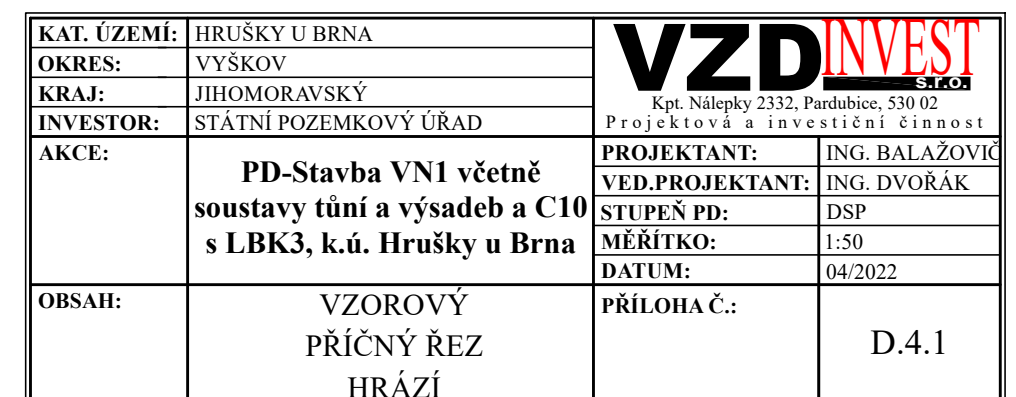 KAT. ÚZEMÍ: HRUŠKY U BRNA
OKRES: VYŠKOV
KRAJ: JIHOMORAVSKÝ
INVESTOR: STÁTNÍ POZEMKOVÝ ÚŘAD
VZDINVEST s.r.o.
Kpt. Nálepky 2332, Pardubice, 530 02
Projektová a investiční činnost
AKCE:
PD-Stavba VN1 včetně
soustavy tůní a výsadeb a C10
s LBK3, k.ú. Hrušky u Brna
PROJEKTANT: ING. BALAŽOVIČ
VED.PROJEKTANT: ING. DVOŘÁK
STUPEŇ PD: DSP
MĚŘÍTKO: 1:50
DATUM: 04/2022
OBSAH:
VZOROVÝ
PŘÍČNÝ ŘEZ
HRÁZÍ
PŘÍLOHA Č.:
D.4.1